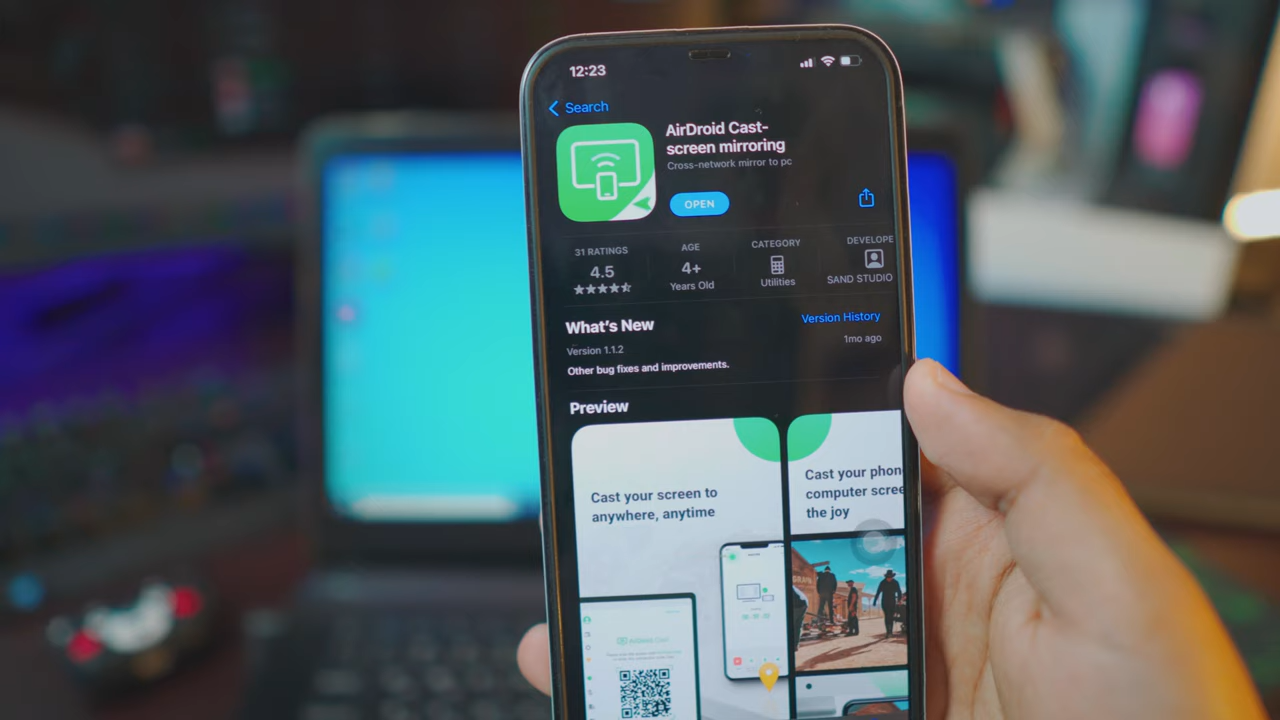 12:23
Search
AirDroid Cast-
screen mirroring
Cross-network mirror to pc
OPEN
31 RATINGS
4.5
AGE
4+
Years Old
CATEGORY
Utilities
DEVELOPE
SAND STUDIO
What's New
Version History
Version 1.1.2
1mo ago
Other bug fixes and improvements.
Preview
Cast your screen to
anywhere, anytime
Cast your phon
computer scree
the joy
AirDroid Cast